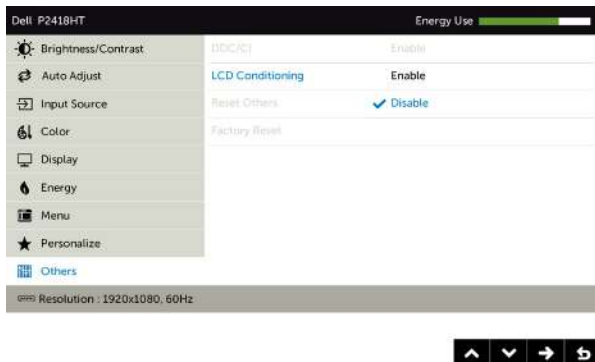 Dell P2418HT Energy Use
Brightness/Contrast DDC/CI Enable
Auto Adjust LCD Conditioning Enable
Input Source Reset Others Disable
Color Factory Reset
Display
Energy
Menu
Personalize
Others
Resolution : 1920x1080, 60Hz